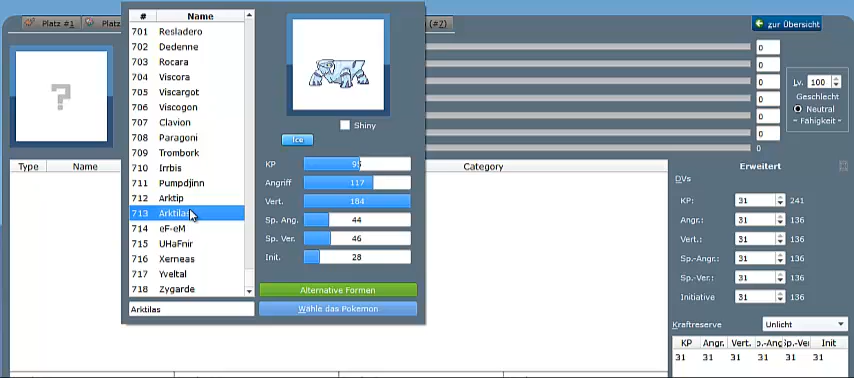 Platz #1
Platz
(#7)
zur Übersicht
# Name
701 Resladero
702 Dedenne
703 Rocara
704 Viscora
705 Viscargot
706 Viscogon
707 Clavion
708 Paragoni
709 Trombork
710 Irrbis
711 Pumpdjinn
712 Arktip
713 Arktilas
714 eF-eM
715 UHaFnir
716 Xerneas
717 Yveltal
718 Zygarde
Arktilas
Shiny
Ice
KP 95
Angriff 117
Vert. 184
Sp. Ang. 44
Sp. Ver. 46
Init. 28
Alternative Formen
Wähle das Pokemon
?
0
0
0
0
0
0
0
Lv. 100
Geschlecht
Neutral
- Fähigkeit -
Type Name Category
Erweitert
DVs
KP: 31 241
Angr.: 31 136
Vert.: 31 136
Sp.-Angr.: 31 136
Sp.-Ver.: 31 136
Initiative 31 136
Kraftreserve Unlicht
KP Angr. Vert. Init
31 31 31 31 31 31